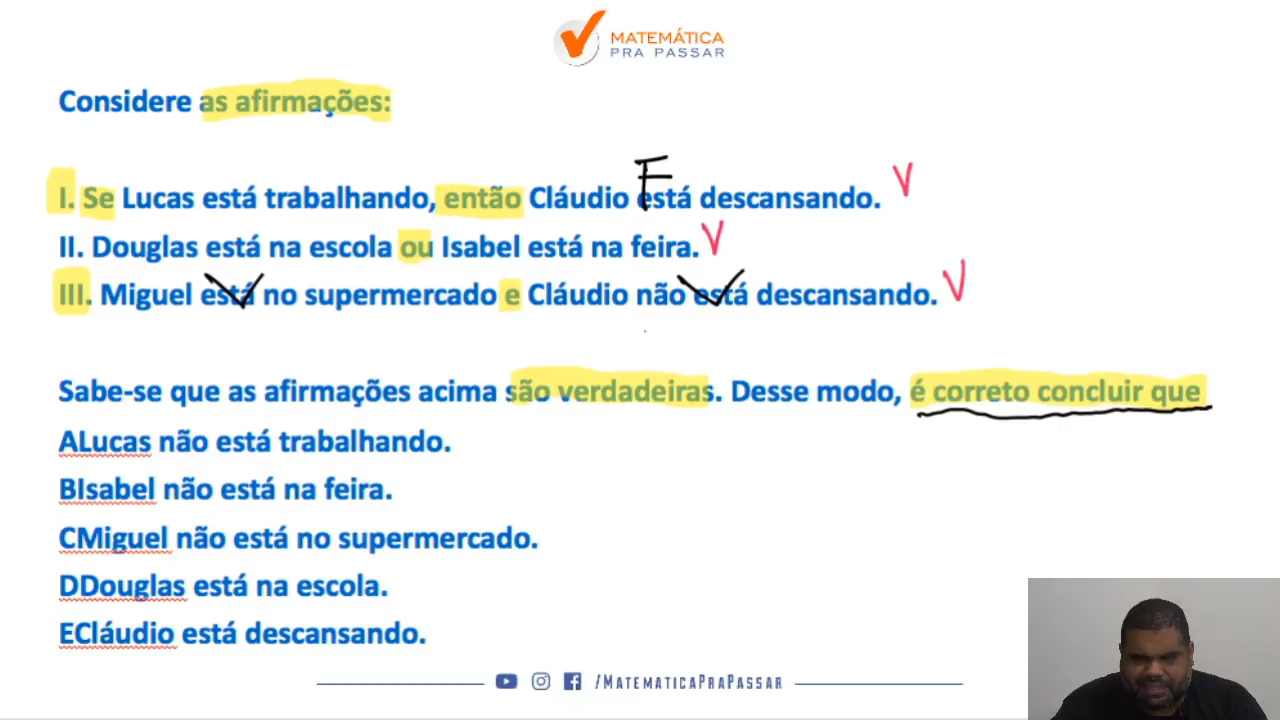 MATEMÁTICA
PRA PASSAR
Considere as afirmações:
F
I. Se Lucas está trabalhando, então Cláudio está descansando. V
II. Douglas está na escola ou Isabel está na feira. V
III. Miguel está no supermercado e Cláudio não está descansando. V
Sabe-se que as afirmações acima são verdadeiras. Desse modo, é correto concluir que
ALucas não está trabalhando.
BIsabel não está na feira.
CMiguel não está no supermercado.
DDouglas está na escola.
ECláudio está descansando.
/MATEMATICAPRAPASSAR